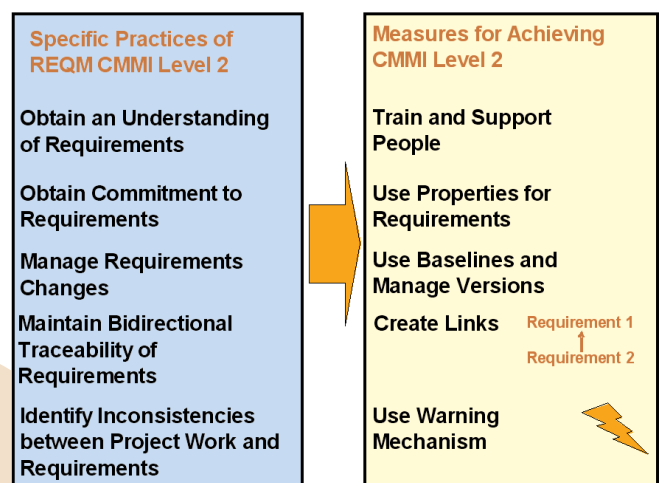 Specific Practices of
REQM CMMI Level 2
Obtain an Understanding
of Requirements
Obtain Commitment to
Requirements
Manage Requirements
Changes
Maintain Bidirectional
Traceability of
Requirements
Identify Inconsistencies
between Project Work and
Requirements
Measures for Achieving
CMMI Level 2
Train and Support
People
Use Properties for
Requirements
Use Baselines and
Manage Versions
Create Links
Requirement 1
Requirement 2
Use Warning
Mechanism